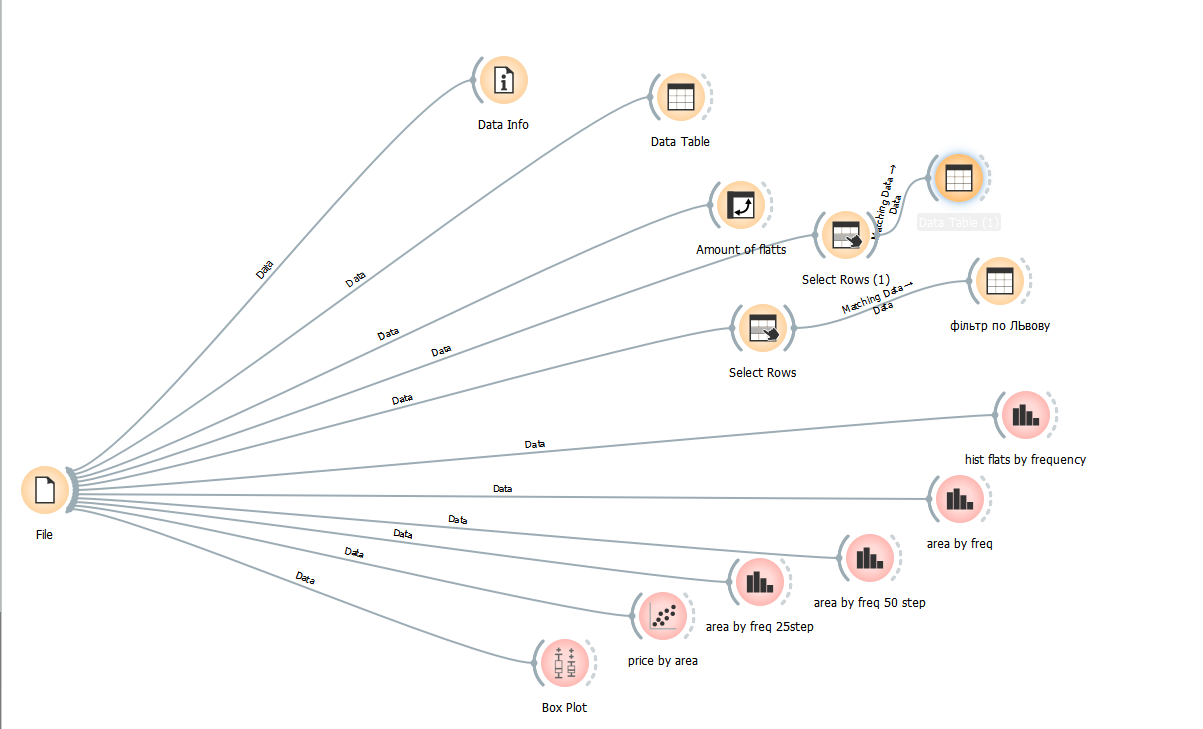 Data Info
Data Table
Matching Data →
Data
Data Table (1)
Amount of flatts
Select Rows (1)
Matching Data →
Data
фільтр по Львову
Select Rows
Data
Data
Data
Data
Data
Data
hist flats by frequency
Data
area by freq
Data
area by freq 50 step
Data
area by freq 25step
Data
price by area
Data
Box Plot
File